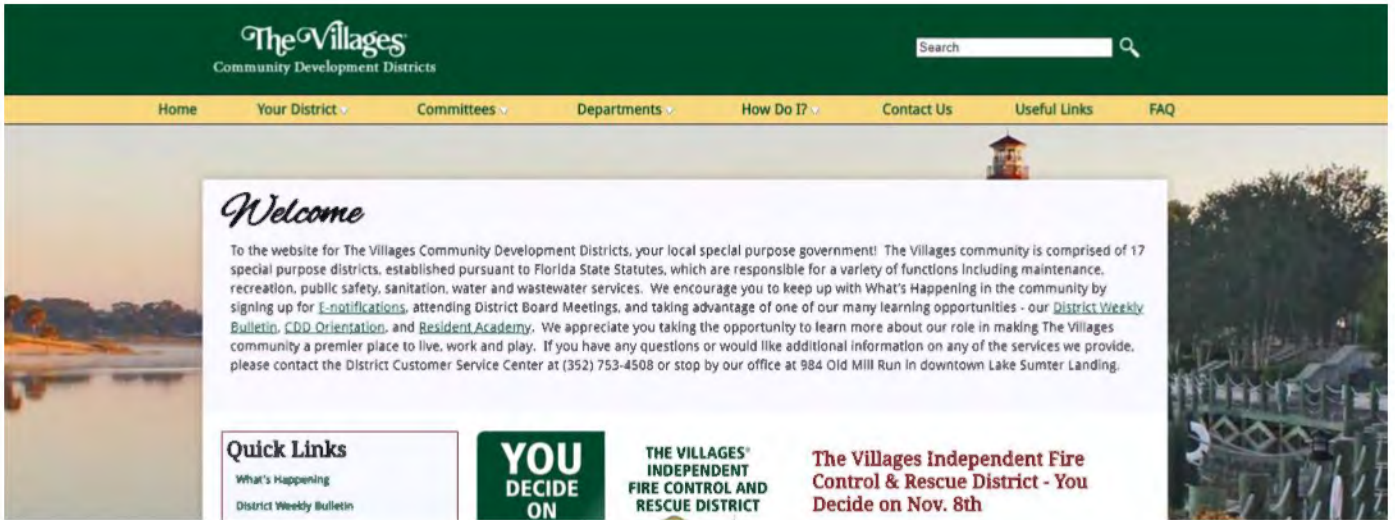 The Villages
Community Development Districts
Search
Home Your District Committees Departments How Do I? Contact Us Useful Links FAQ
Welcome
To the website for The Villages Community Development Districts, your local special purpose government! The Villages community is comprised of 17
special purpose districts, established pursuant to Florida State Statutes, which are responsible for a variety of functions including maintenance,
recreation, public safety, sanitation, water and wastewater services. We encourage you to keep up with What's Happening in the community by
signing up for E-notifications, attending District Board Meetings, and taking advantage of one of our many learning opportunities - our District Weekly
Bulletin, CDD Orientation, and Resident Academy. We appreciate you taking the opportunity to learn more about our role in making The Villages
community a premier place to live, work and play. If you have any questions or would like additional information on any of the services we provide,
please contact the District Customer Service Center at (352) 753-4508 or stop by our office at 984 Old Mill Run in downtown Lake Sumter Landing.
Quick Links
What's Happening
District Weekly Bulletin
YOU
DECIDE
ON
THE VILLAGES®
INDEPENDENT
FIRE CONTROL AND
RESCUE DISTRICT
The Villages Independent Fire
Control & Rescue District - You
Decide on Nov. 8th